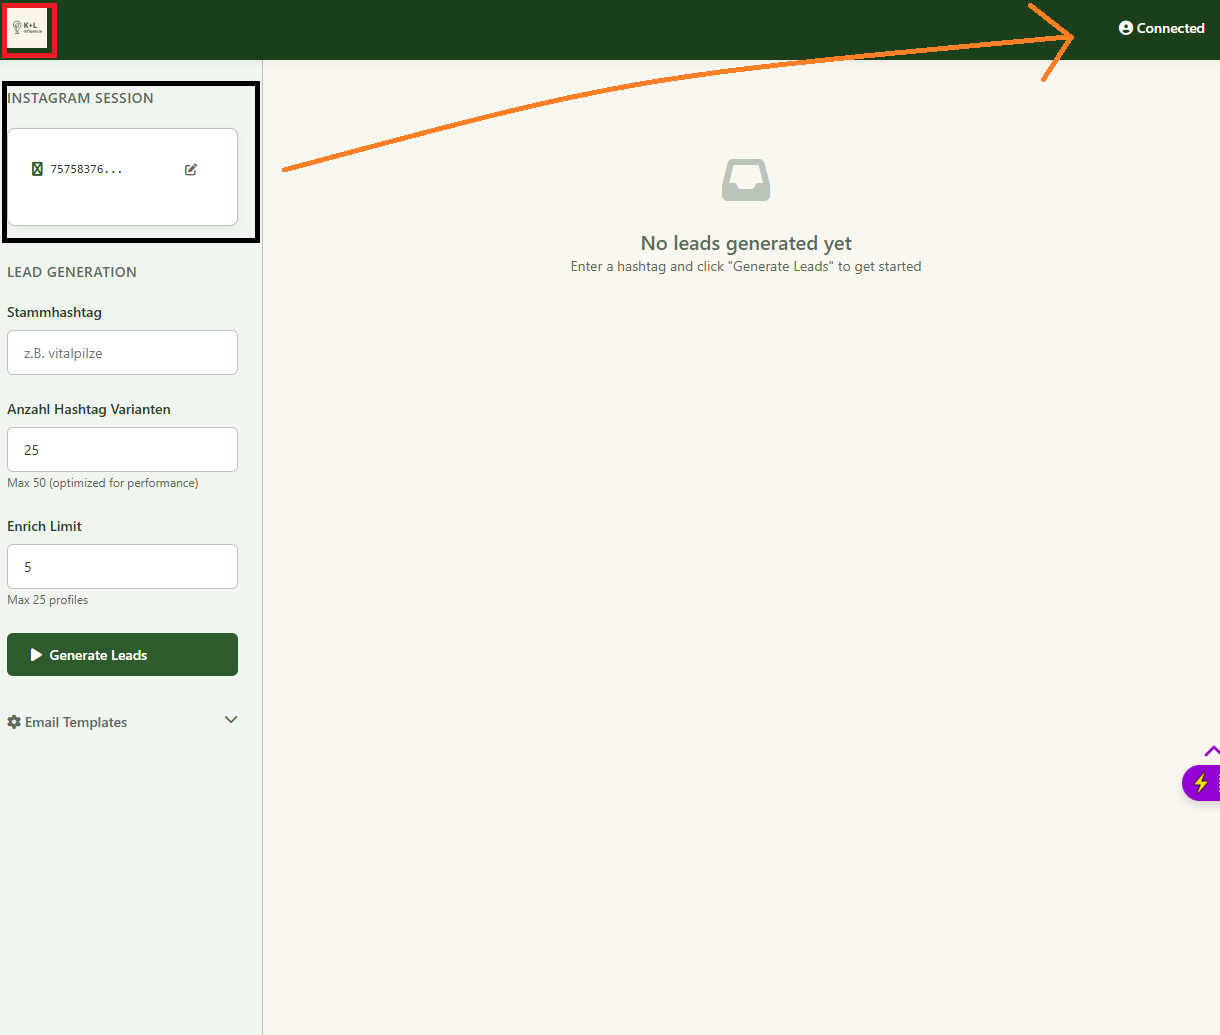 K+L
influence
Connected
INSTAGRAM SESSION
75758376...
LEAD GENERATION
Stammhashtag
z.B. vitalpilze
Anzahl Hashtag Varianten
25
Max 50 (optimized for performance)
Enrich Limit
5
Max 25 profiles
Generate Leads
Email Templates
No leads generated yet
Enter a hashtag and click "Generate Leads" to get started